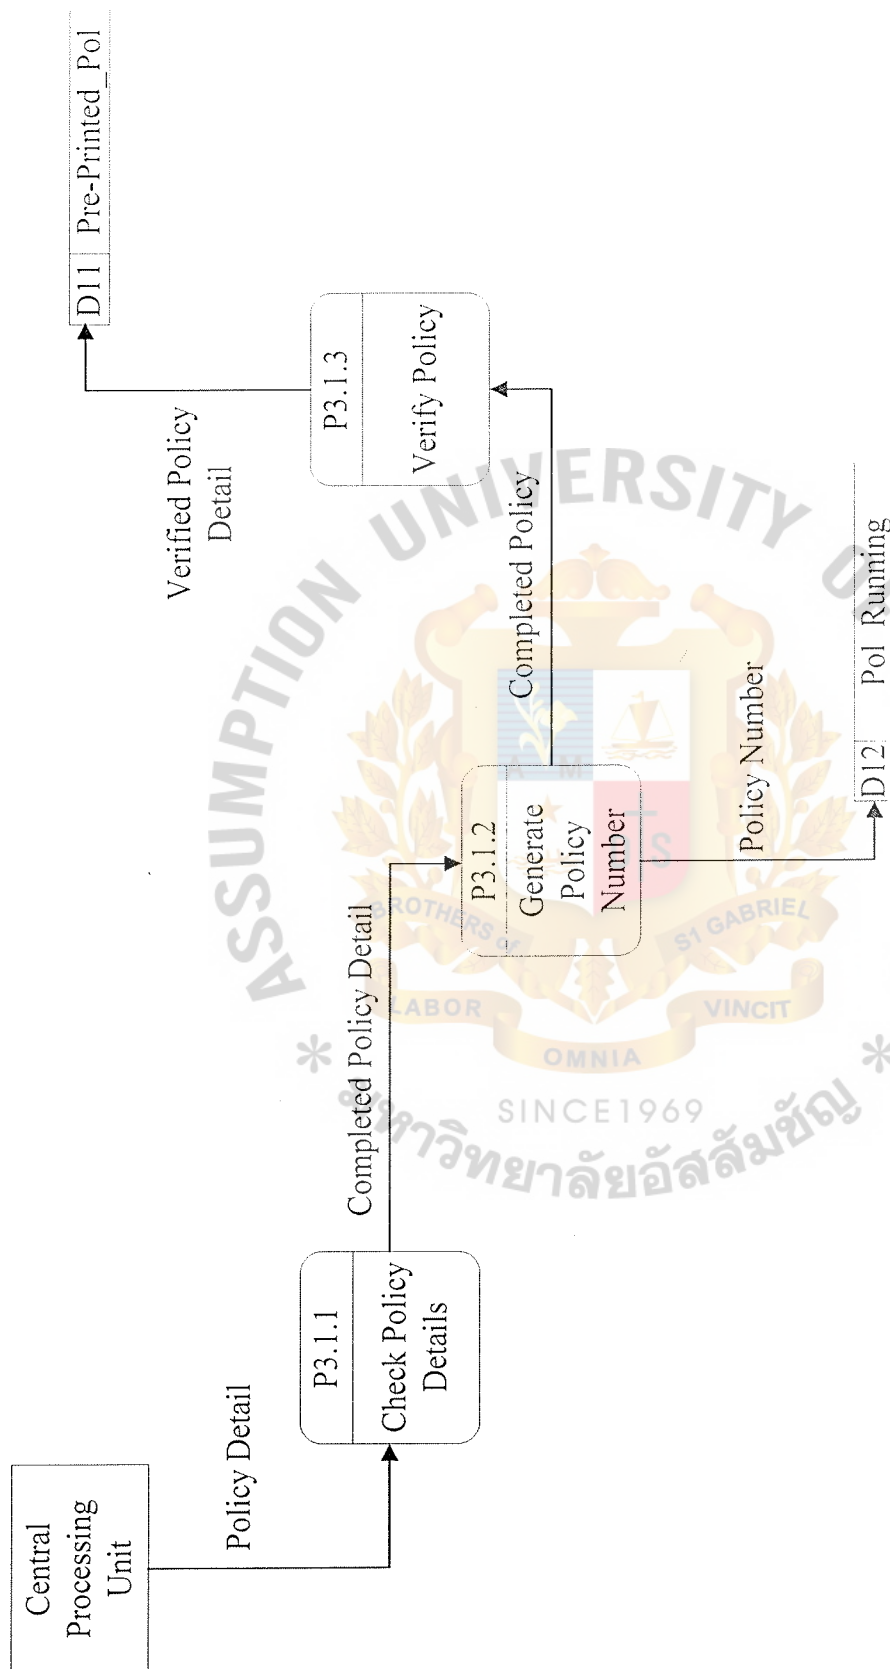 Central
Processing
Unit
Policy Detail
P3.1.1
Check Policy
Details
Completed Policy Detail
P3.1.2
Generate
Policy
Number
Policy Number
D12 Pol Running
Completed Policy
P3.1.3
Verify Policy
Verified Policy
Detail
D11 Pre-Printed_Pol
ASSUMPTION UNIVERSITY
A M
S
BROTHERS of
S1 GABRIEL
LABOR
OMNIA
VINCIT
SINCE1969
* มหาวิทยาลัยอัสสัมชัญ *